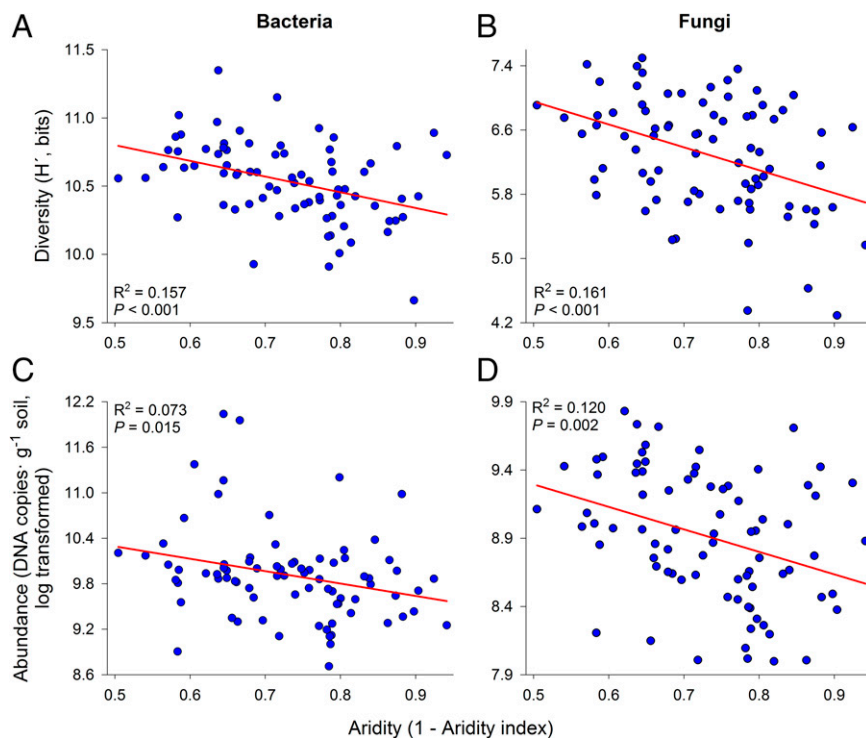 A
Bacteria
B
Fungi
Diversity (H´, bits)
11.5
11.0
10.5
10.0
9.5
R² = 0.157
P < 0.001
0.5 0.6 0.7 0.8 0.9
7.4
6.6
5.8
5.0
4.2
R² = 0.161
P < 0.001
0.5 0.6 0.7 0.8 0.9
C
Abundance (DNA copies· g⁻¹ soil,
log transformed)
12.2
11.6
11.0
10.4
9.8
9.2
8.6
R² = 0.073
P = 0.015
0.5 0.6 0.7 0.8 0.9
D
9.9
9.4
8.9
8.4
7.9
R² = 0.120
P = 0.002
0.5 0.6 0.7 0.8 0.9
Aridity (1 - Aridity index)